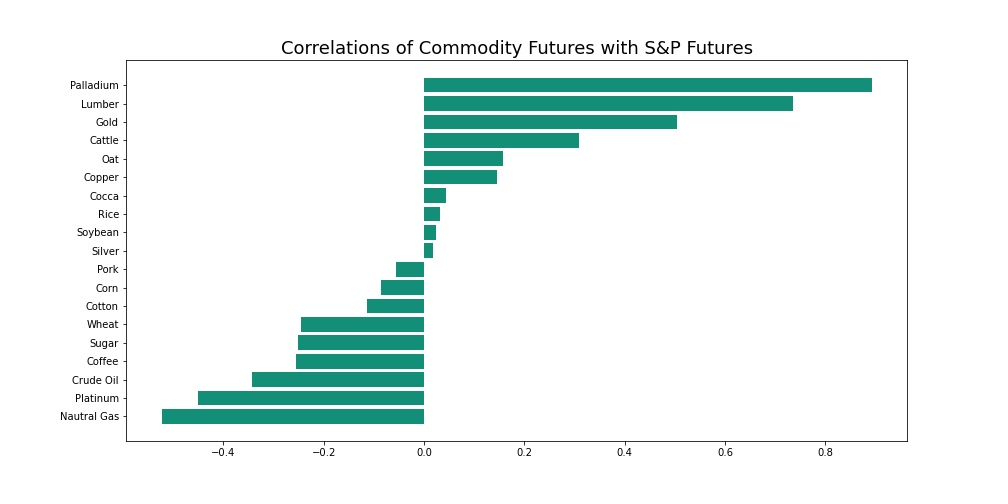 Correlations of Commodity Futures with S&P Futures
Palladium
Lumber
Gold
Cattle
Oat
Copper
Cocca
Rice
Soybean
Silver
Pork
Corn
Cotton
Wheat
Sugar
Coffee
Crude Oil
Platinum
Nautral Gas
−0.4 −0.2 0.0 0.2 0.4 0.6 0.8